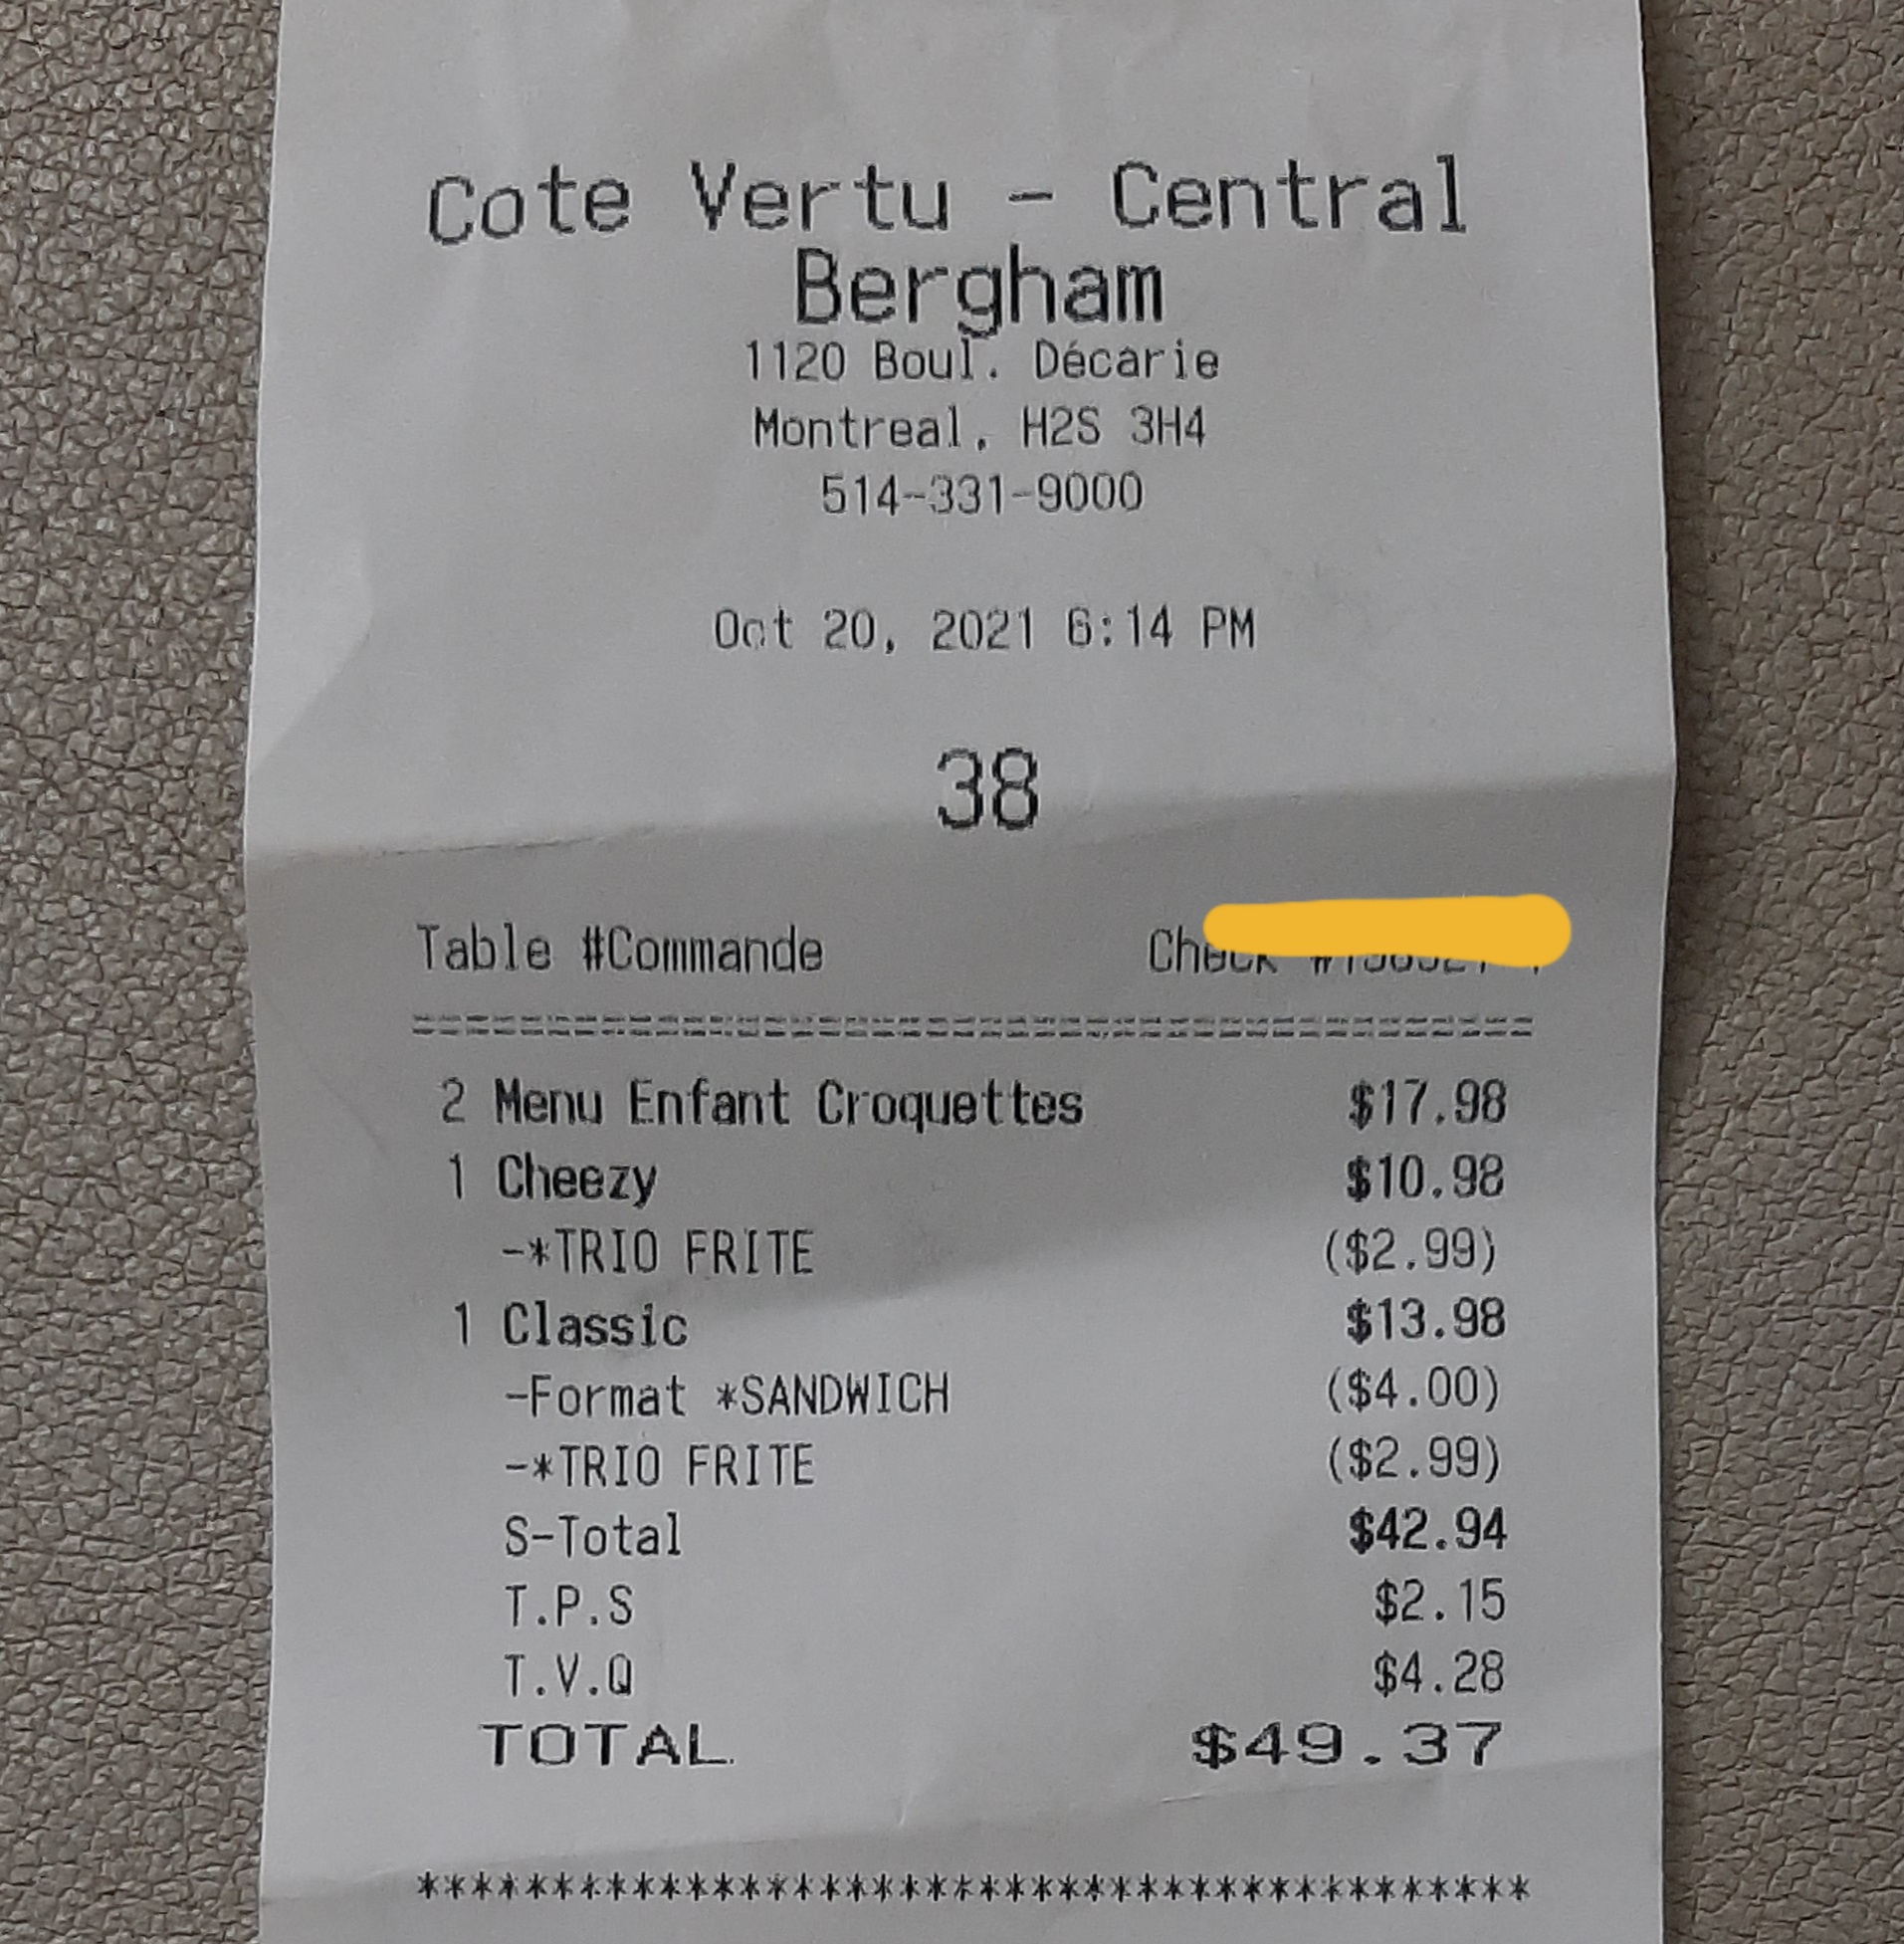 Cote Vertu - Central
Bergham
1120 Boul. Décarie
Montreal, H2S 3H4
514-331-9000
Oct 20, 2021 6:14 PM
38
Table #Commande Check
================================
2 Menu Enfant Croquettes $17.98
1 Cheezy $10.98
-*TRIO FRITE ($2.99)
1 Classic $13.98
-Format *SANDWICH ($4.00)
-*TRIO FRITE ($2.99)
S-Total $42.94
T.P.S $2.15
T.V.Q $4.28
TOTAL $49.37
******************************************